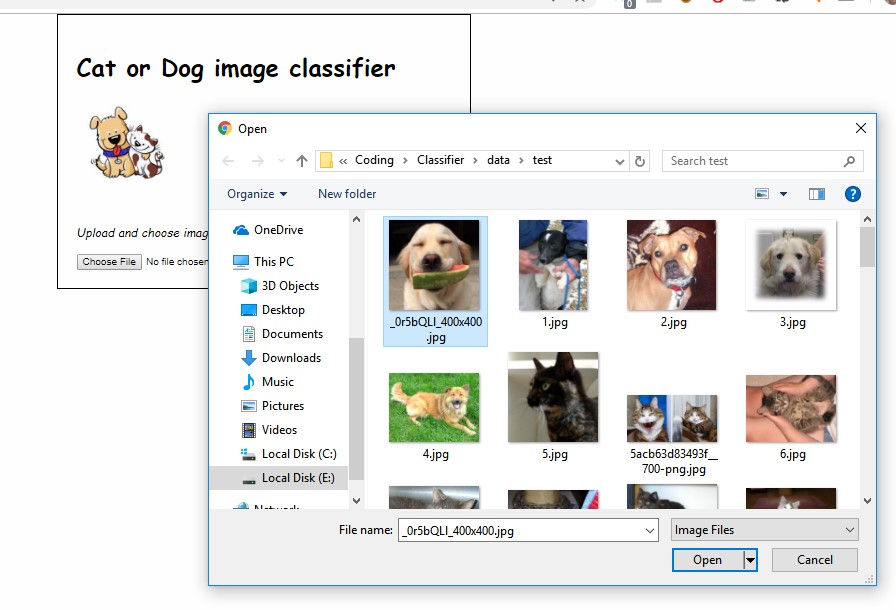 0
Cat or Dog image classifier
Open
« Coding > Classifier > data > test
Search test
Organize
New folder
Upload and choose imag
Choose File No file chosen
OneDrive
This PC
3D Objects
Desktop
Documents
Downloads
Music
Pictures
Videos
Local Disk (C:)
Local Disk (E:)
Network
_0r5bQLI_400x400
.jpg
1.jpg
2.jpg
3.jpg
4.jpg
5.jpg
5acb63d83493f__
700-png.jpg
6.jpg
File name: _0r5bQLI_400x400.jpg
Image Files
Open
Cancel